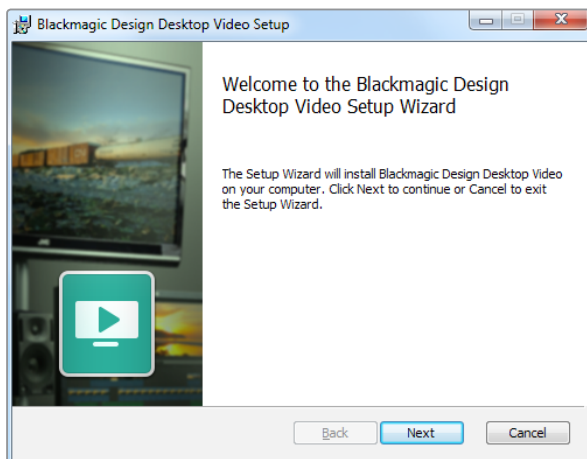 Blackmagic Design Desktop Video Setup
Welcome to the Blackmagic Design
Desktop Video Setup Wizard
The Setup Wizard will install Blackmagic Design Desktop Video
on your computer. Click Next to continue or Cancel to exit
the Setup Wizard.
JVC
Back
Next
Cancel